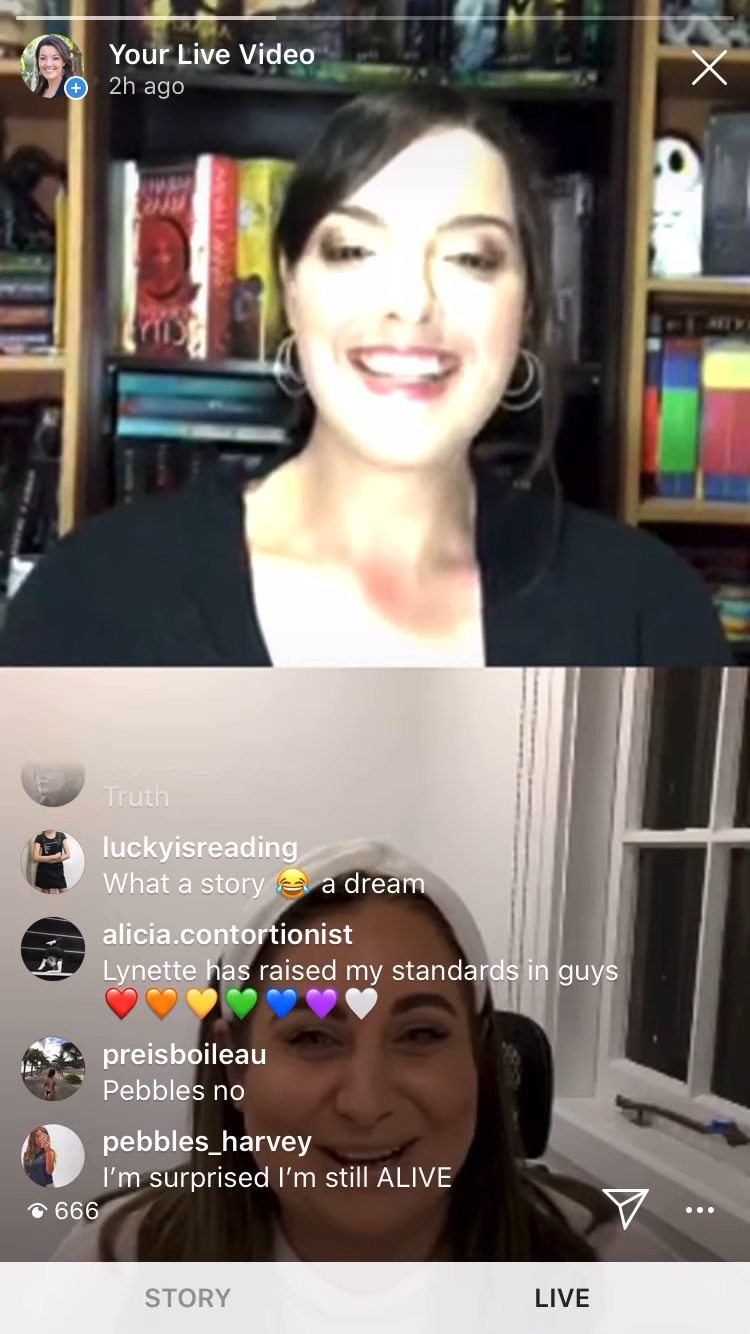 Your Live Video
2h ago
CITY
Truth
luckyisreading
What a story 😂 a dream
alicia.contortionist
Lynette has raised my standards in guys
❤️🧡💛💚💙💜🤍
preisboileau
Pebbles no
pebbles_harvey
I’m surprised I’m still ALIVE
666
STORY
LIVE